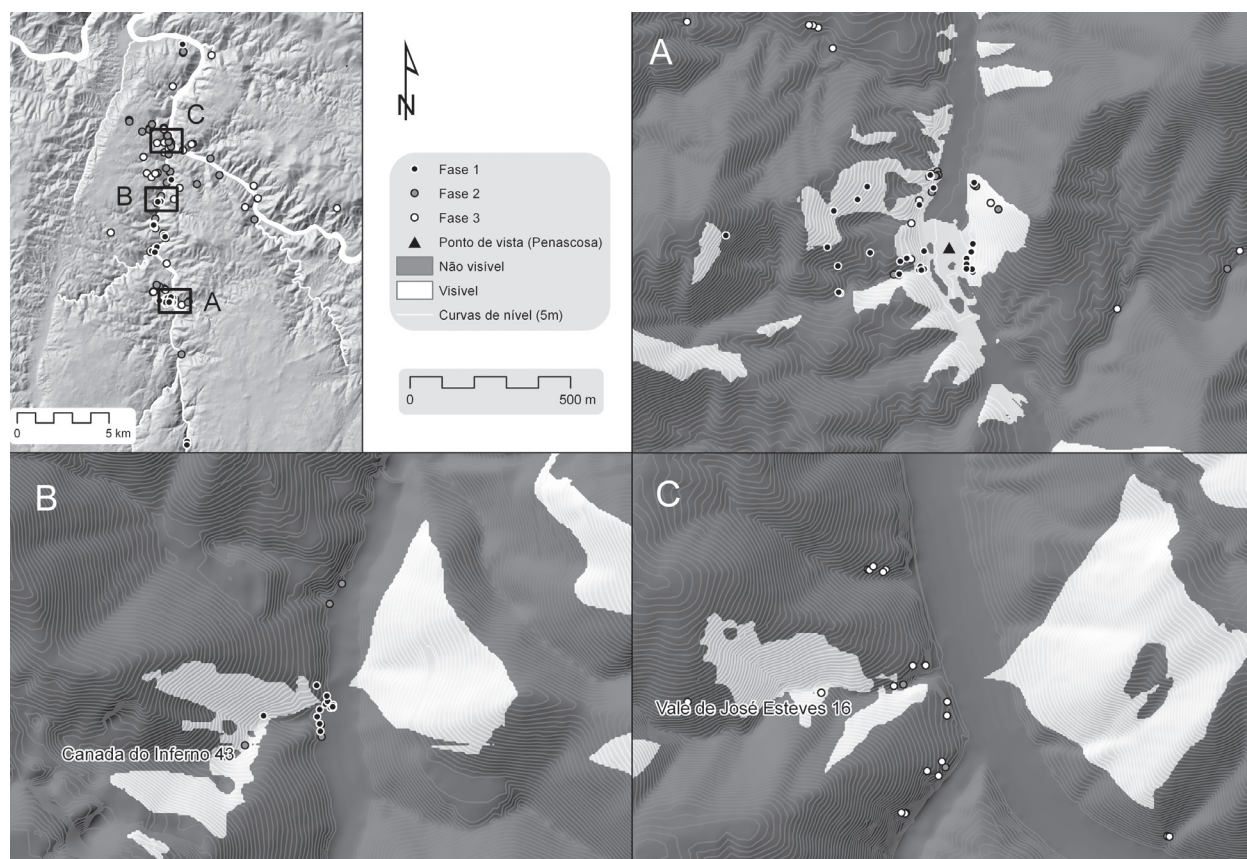 C
B
A
0
5 km
N
Fase 1
Fase 2
Fase 3
Ponto de vista (Penascosa)
Não visível
Visível
Curvas de nível (5m)
0
500 m
A
B
Canada do Inferno 43
C
Vale de José Esteves 16